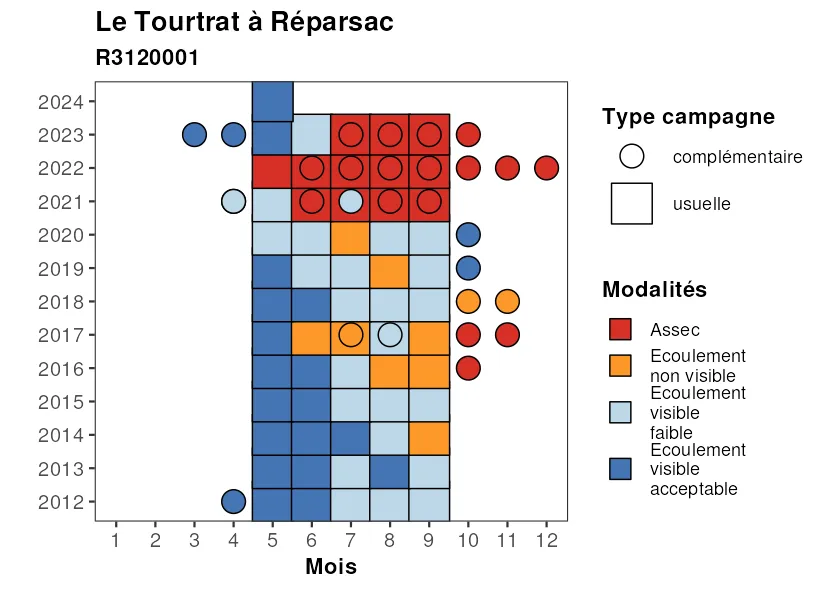 Le Tourtrat à Réparsac
R3120001
2024
2023
2022
2021
2020
2019
2018
2017
2016
2015
2014
2013
2012
1 2 3 4 5 6 7 8 9 10 11 12
Mois
Type campagne
complémentaire
usuelle
Modalités
Assec
Ecoulement
non visible
Ecoulement
visible
faible
Ecoulement
visible
acceptable